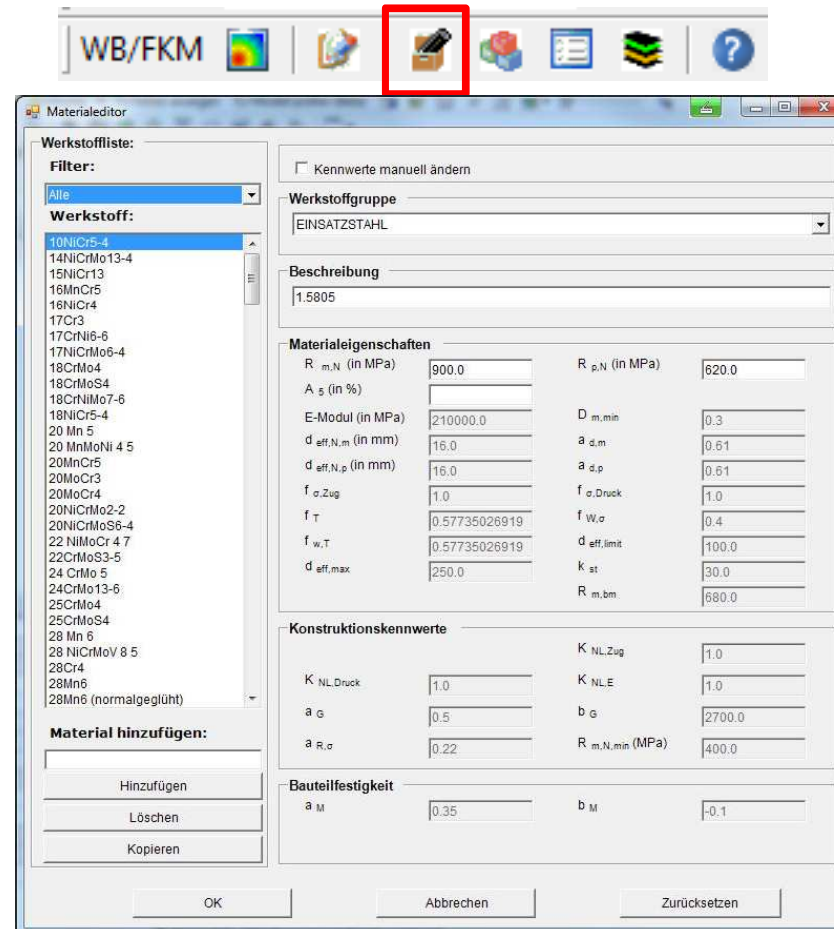 WB/FKM
Materialeditor
Werkstoffliste:
Filter:
Alle
Werkstoff:
10NiCr5-4
14NiCrMo13-4
15NiCr13
16MnCr5
16NiCr4
17Cr3
17CrNi6-6
17NiCrMo6-4
18CrMo4
18CrMoS4
18CrNiMo7-6
18NiCr5-4
20 Mn 5
20 MnMoNi 4 5
20MnCr5
20MoCr3
20MoCr4
20NiCrMo2-2
20NiCrMoS6-4
22 NiMoCr 4 7
22CrMoS3-5
24 CrMo 5
24CrMo13-6
25CrMo4
25CrMoS4
28 Mn 6
28 NiCrMoV 8 5
28Cr4
28Mn6
28Mn6 (normalgeglüht)
Material hinzufügen:
Hinzufügen
Löschen
Kopieren
Kennwerte manuell ändern
Werkstoffgruppe
EINSATZSTAHL
Beschreibung
1.5805
Materialeigenschaften
R m,N (in MPa) 900.0 R p,N (in MPa) 620.0
A 5 (in %)
E-Modul (in MPa) 210000.0 D m,min 0.3
d eff,N,m (in mm) 16.0 a d,m 0.61
d eff,N,p (in mm) 16.0 a d,p 0.61
f σ,Zug 1.0 f σ,Druck 1.0
f T 0.57735026919 f W,σ 0.4
f w,T 0.57735026919 d eff,limit 100.0
d eff,max 250.0 k st 30.0
R m,bm 680.0
Konstruktionskennwerte
K NL,Zug 1.0
K NL,Druck 1.0 K NL,E 1.0
a G 0.5 b G 2700.0
a R,σ 0.22 R m,N,min (MPa) 400.0
Bauteilfestigkeit
a M 0.35 b M -0.1
OK Abbrechen Zurücksetzen